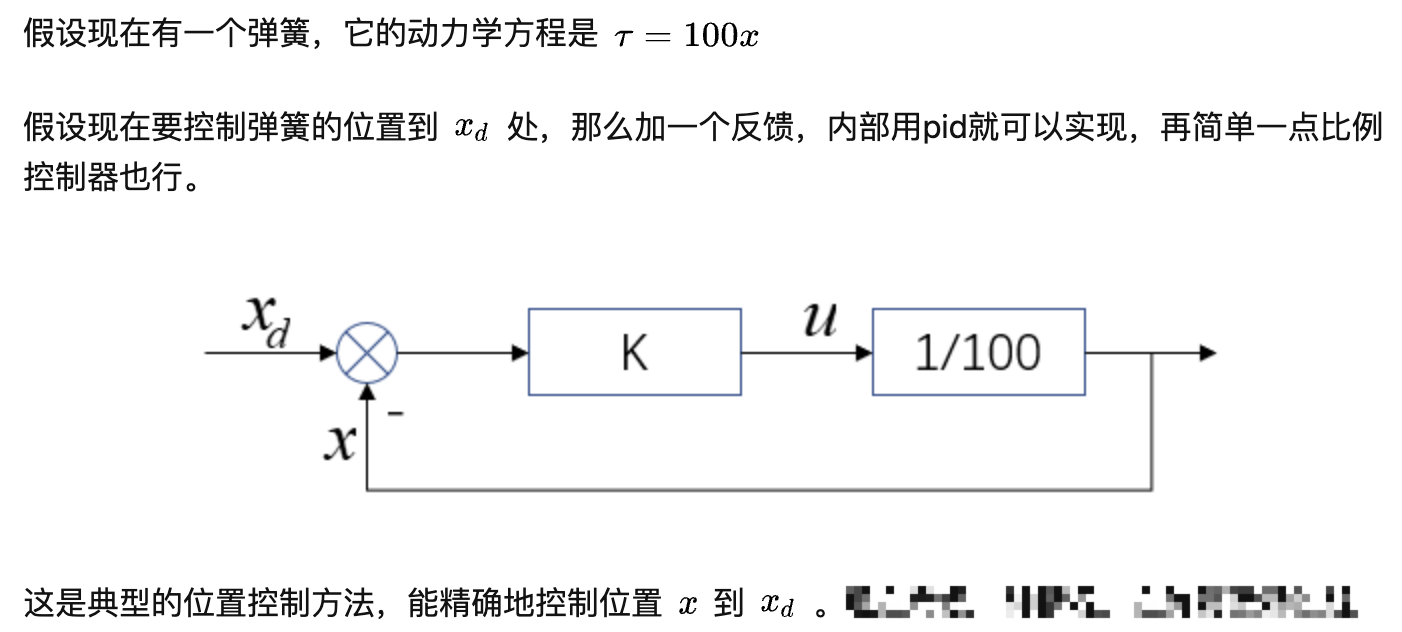 假设现在有一个弹簧，它的动力学方程是 τ = 100x
假设现在要控制弹簧的位置到 x_d 处，那么加一个反馈，内部用pid就可以实现，再简单一点比例
控制器也行。
x_d
K
u
1/100
x
-
这是典型的位置控制方法，能精确地控制位置 x 到 x_d 。